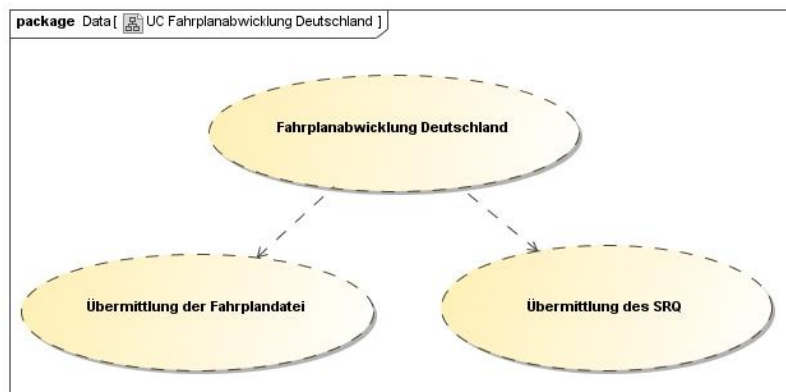 package Data [ UC Fahrplanabwicklung Deutschland ]
Fahrplanabwicklung Deutschland
Übermittlung der Fahrplandatei
Übermittlung des SRQ